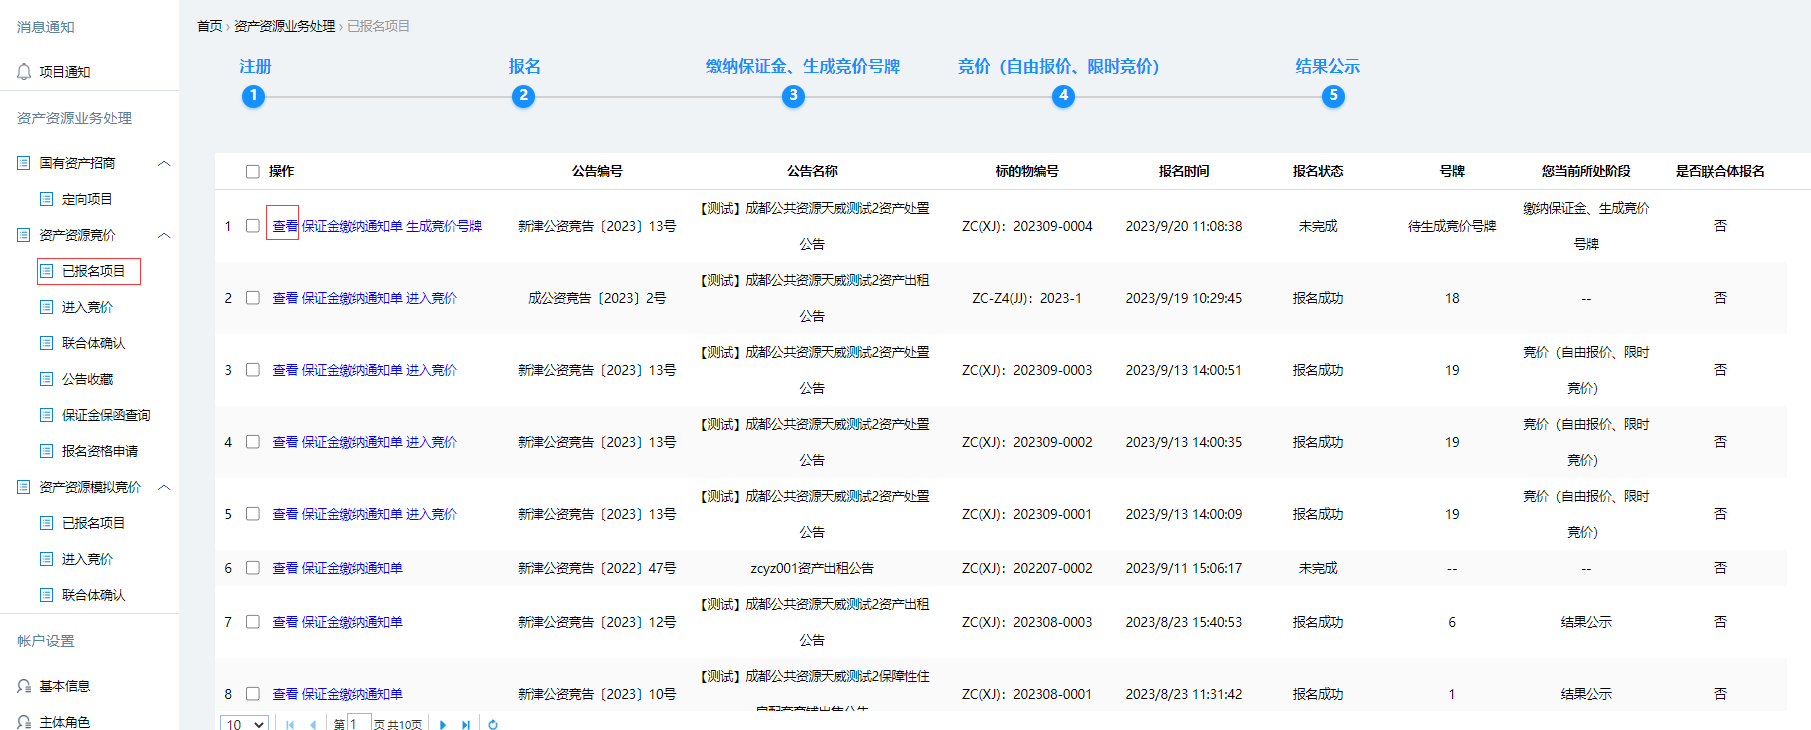 消息通知
项目通知
资产资源业务处理
国有资产招商
定向项目
资产资源竞价
已报名项目
进入竞价
联合体确认
公告收藏
保证金保函查询
报名资格申请
资产资源模拟竞价
已报名项目
进入竞价
联合体确认
帐户设置
基本信息
主体角色
首页 › 资产资源业务处理 › 已报名项目
注册 报名 缴纳保证金、生成竞价号牌 竞价（自由报价、限时竞价） 结果公示
1 2 3 4 5
操作 公告编号 公告名称 标的物编号 报名时间 报名状态 号牌 您当前所处阶段 是否联合体报名
1 查看 保证金缴纳通知单 生成竞价号牌 新津公资竞告〔2023〕13号 【测试】成都公共资源天威测试2资产处置公告 ZC(XJ)：202309-0004 2023/9/20 11:08:38 未完成 待生成竞价号牌 缴纳保证金、生成竞价号牌 否
2 查看 保证金缴纳通知单 进入竞价 成公资竞告〔2023〕2号 【测试】成都公共资源天威测试2资产出租公告 ZC-Z4(JJ)：2023-1 2023/9/19 10:29:45 报名成功 18 -- 否
3 查看 保证金缴纳通知单 进入竞价 新津公资竞告〔2023〕13号 【测试】成都公共资源天威测试2资产处置公告 ZC(XJ)：202309-0003 2023/9/13 14:00:51 报名成功 19 竞价（自由报价、限时竞价） 否
4 查看 保证金缴纳通知单 进入竞价 新津公资竞告〔2023〕13号 【测试】成都公共资源天威测试2资产处置公告 ZC(XJ)：202309-0002 2023/9/13 14:00:35 报名成功 19 竞价（自由报价、限时竞价） 否
5 查看 保证金缴纳通知单 进入竞价 新津公资竞告〔2023〕13号 【测试】成都公共资源天威测试2资产处置公告 ZC(XJ)：202309-0001 2023/9/13 14:00:09 报名成功 19 竞价（自由报价、限时竞价） 否
6 查看 保证金缴纳通知单 新津公资竞告〔2022〕47号 zcyz001资产出租公告 ZC(XJ)：202207-0002 2023/9/11 15:06:17 未完成 -- -- 否
7 查看 保证金缴纳通知单 新津公资竞告〔2023〕12号 【测试】成都公共资源天威测试2资产出租公告 ZC(XJ)：202308-0003 2023/8/23 15:40:53 报名成功 6 结果公示 否
8 查看 保证金缴纳通知单 新津公资竞告〔2023〕10号 【测试】成都公共资源天威测试2保障性住 ZC(XJ)：202308-0001 2023/8/23 11:31:42 报名成功 1 结果公示 否
10 第 1 页 共10页